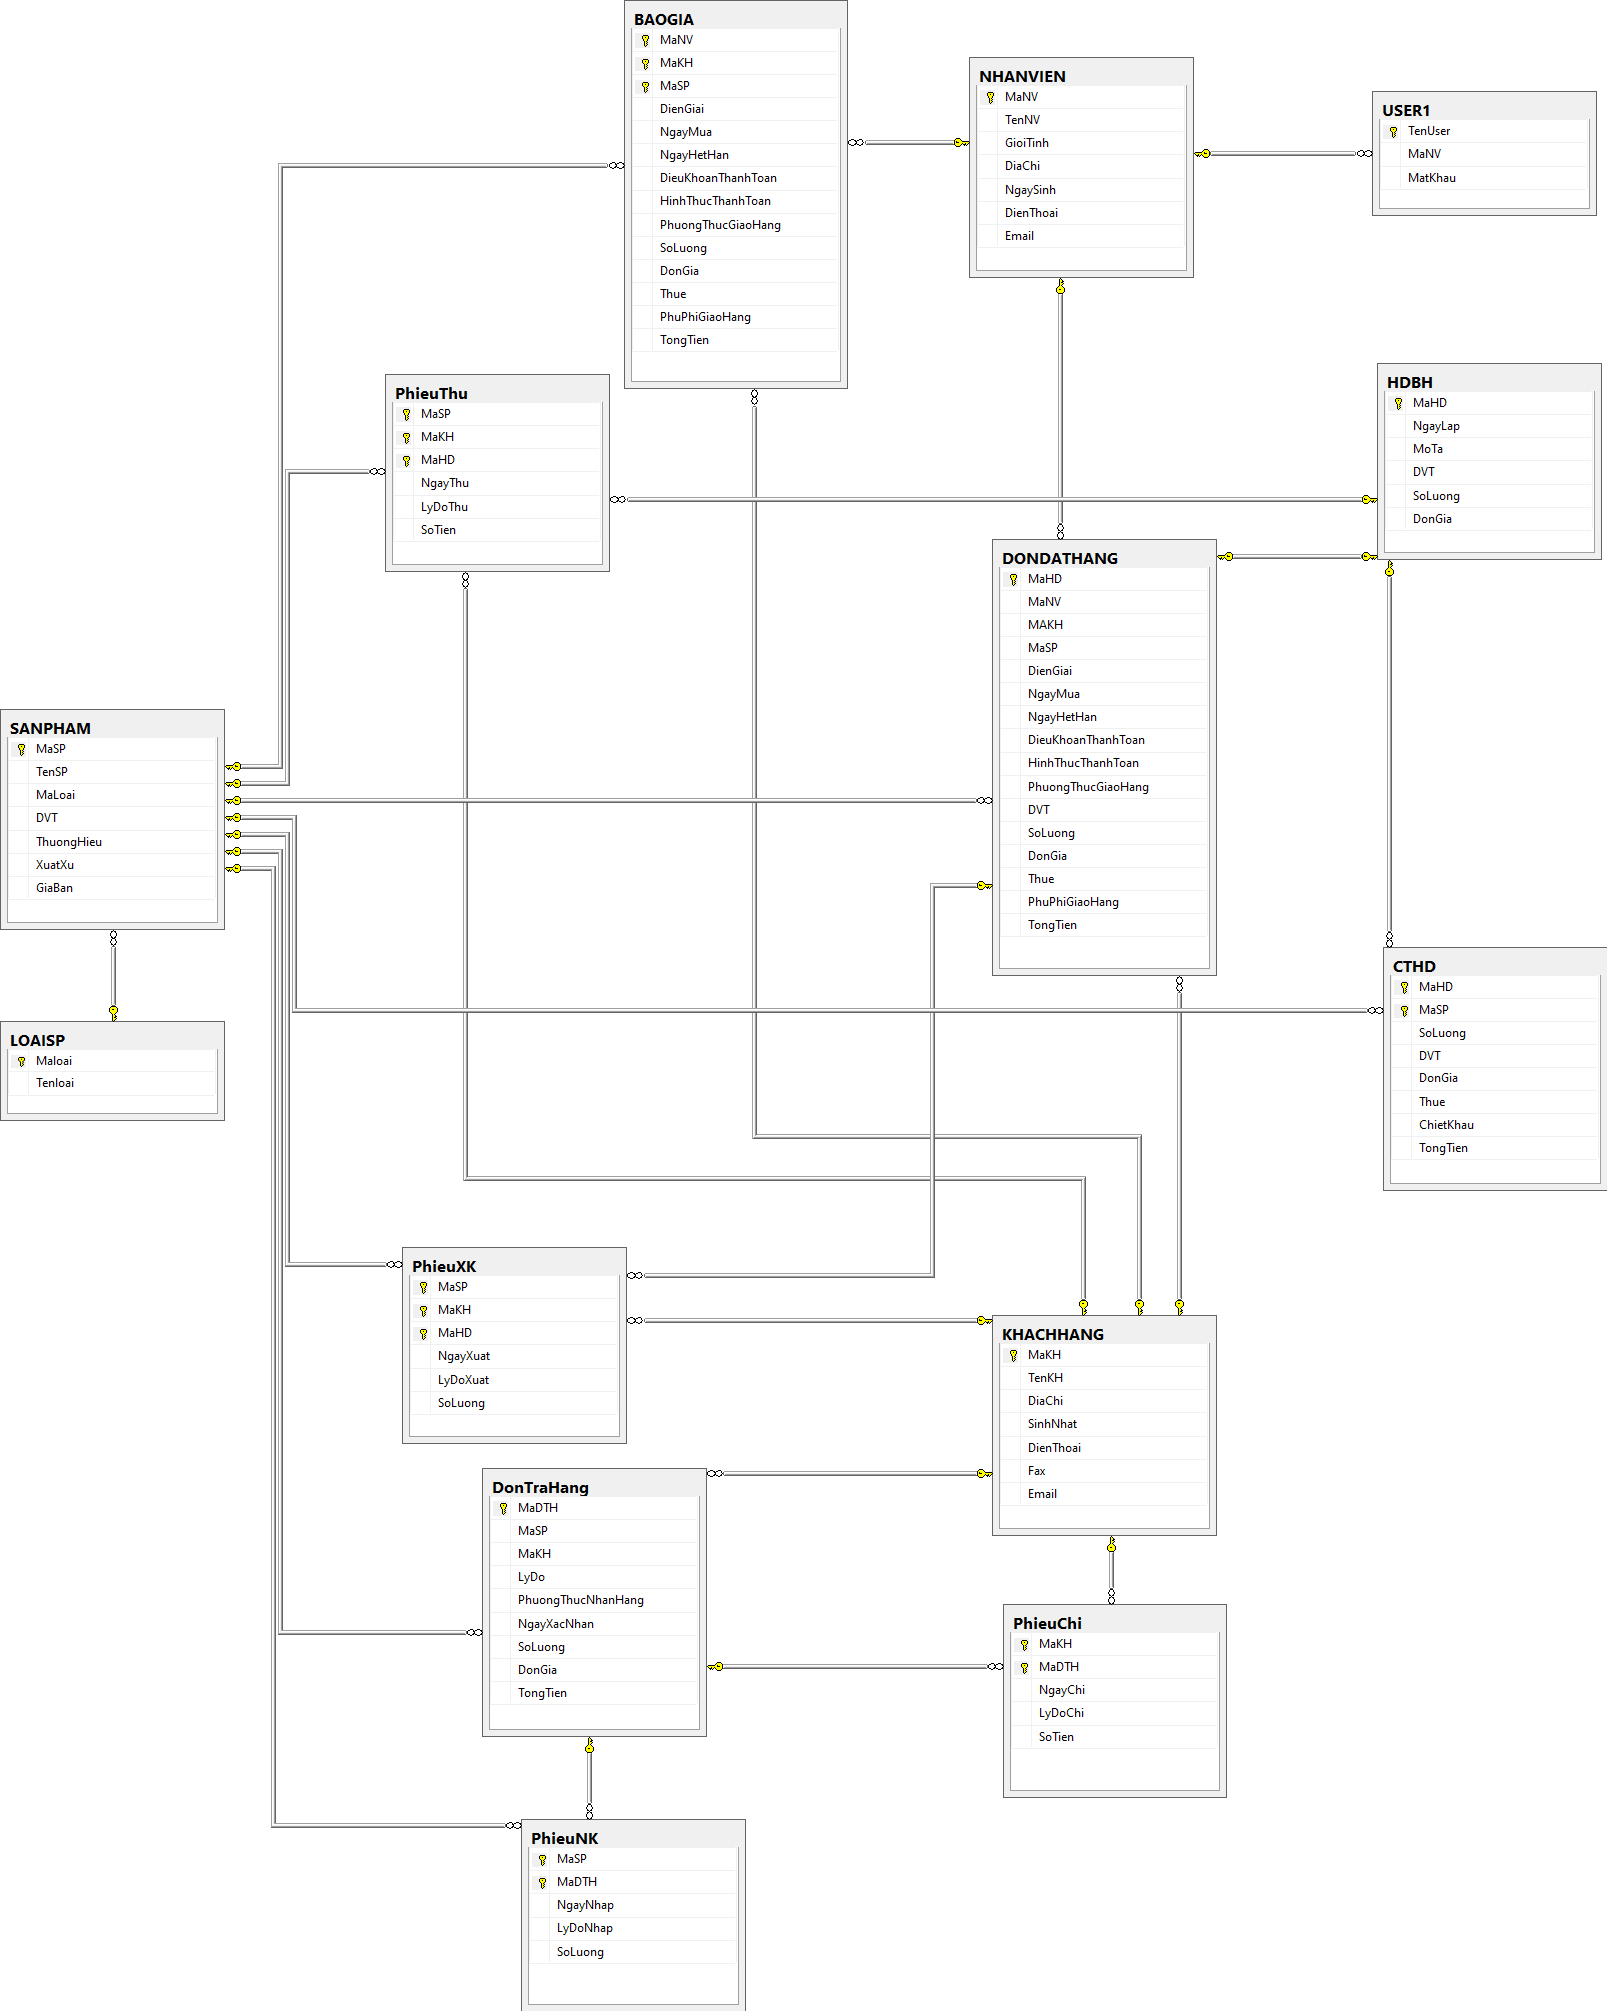 BAOGIA
MaNV
MaKH
MaSP
DienGiai
NgayMua
NgayHetHan
DieuKhoanThanhToan
HinhThucThanhToan
PhuongThucGiaoHang
SoLuong
DonGia
Thue
PhuPhiGiaoHang
TongTien
NHANVIEN
MaNV
TenNV
GioiTinh
DiaChi
NgaySinh
DienThoai
Email
USER1
TenUser
MaNV
MatKhau
PhieuThu
MaSP
MaKH
MaHD
NgayThu
LyDoThu
SoTien
HDBH
MaHD
NgayLap
MoTa
DVT
SoLuong
DonGia
DONDATHANG
MaHD
MaNV
MAKH
MaSP
DienGiai
NgayMua
NgayHetHan
DieuKhoanThanhToan
HinhThucThanhToan
PhuongThucGiaoHang
DVT
SoLuong
DonGia
Thue
PhuPhiGiaoHang
TongTien
SANPHAM
MaSP
TenSP
MaLoai
DVT
ThuongHieu
XuatXu
GiaBan
LOAISP
Maloai
Tenloai
CTHD
MaHD
MaSP
SoLuong
DVT
DonGia
Thue
ChietKhau
TongTien
PhieuXK
MaSP
MaKH
MaHD
NgayXuat
LyDoXuat
SoLuong
KHACHHANG
MaKH
TenKH
DiaChi
SinhNhat
DienThoai
Fax
Email
DonTraHang
MaDTH
MaSP
MaKH
LyDo
PhuongThucNhanHang
NgayXacNhan
SoLuong
DonGia
TongTien
PhieuChi
MaKH
MaDTH
NgayChi
LyDoChi
SoTien
PhieuNK
MaSP
MaDTH
NgayNhap
LyDoNhap
SoLuong